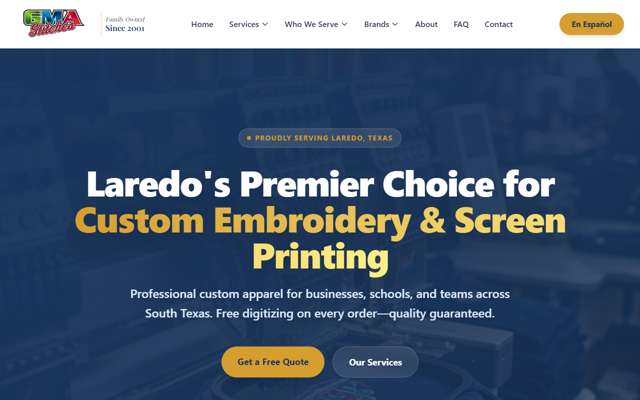 GMA
Stitches
Family Owned
Since 2001
Home
Services
Who We Serve
Brands
About
FAQ
Contact
En Español
PROUDLY SERVING LAREDO, TEXAS
Laredo's Premier Choice for
Custom Embroidery & Screen
Printing
Professional custom apparel for businesses, schools, and teams across
South Texas. Free digitizing on every order—quality guaranteed.
Get a Free Quote
Our Services